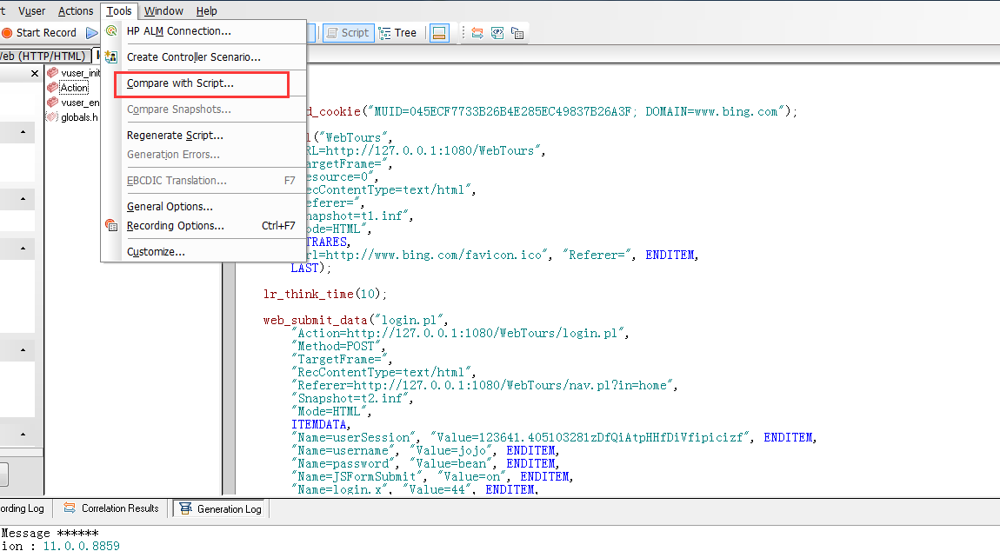 t Vuser Actions Tools Window Help
Start Record Script Tree
Veb (HTTP/HTML)
HP ALM Connection...
Create Controller Scenario...
Compare with Script...
Compare Snapshots...
Regenerate Script...
Generation Errors...
EBCDIC Translation... F7
General Options...
Recording Options... Ctrl+F7
Customize...
vuser_init
Action
vuser_en
globals.h
d_cookie("MUID=045ECF7733B26B4E285EC49837B26A3F; DOMAIN=www.bing.com");
l("WebTours",
RL=http://127.0.0.1:1080/WebTours",
argetFrame=",
esource=0",
ecContentType=text/html",
eferer=",
napshot=t1.inf",
ode=HTML",
TRARES,
rl=http://www.bing.com/favicon.ico", "Referer=", ENDITEM,
LAST);
lr_think_time(10);
web_submit_data("login.pl",
"Action=http://127.0.0.1:1080/WebTours/login.pl",
"Method=POST",
"TargetFrame=",
"RecContentType=text/html",
"Referer=http://127.0.0.1:1080/WebTours/nav.pl?in=home",
"Snapshot=t2.inf",
"Mode=HTML",
ITEMDATA,
"Name=userSession", "Value=123641.405103281zDfQiAtpHHfDiVfipicizf", ENDITEM,
"Name=username", "Value=jojo", ENDITEM,
"Name=password", "Value=bean", ENDITEM,
"Name=JSFormSubmit", "Value=on", ENDITEM,
"Name=login.x", "Value=44", ENDITEM,
ording Log Correlation Results Generation Log
Message ******
ion : 11.0.0.8859